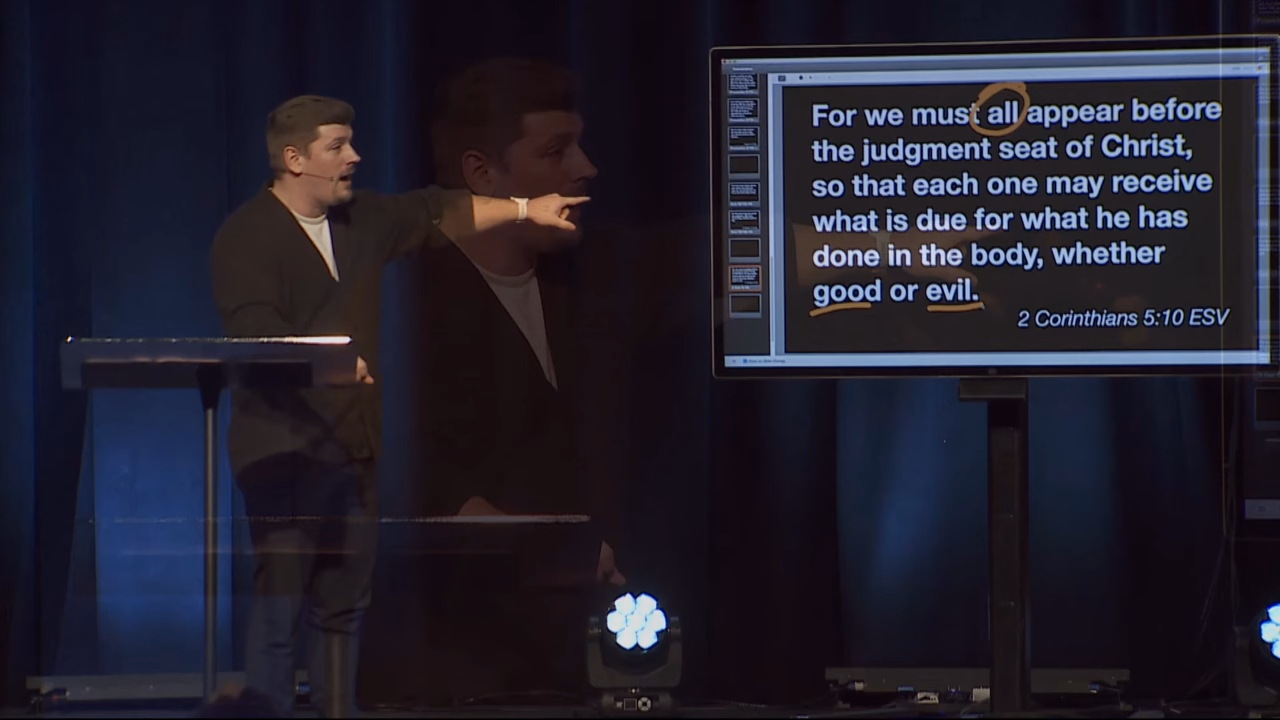 For we must all appear before
the judgment seat of Christ,
so that each one may receive
what is due for what he has
done in the body, whether
good or evil.
2 Corinthians 5:10 ESV